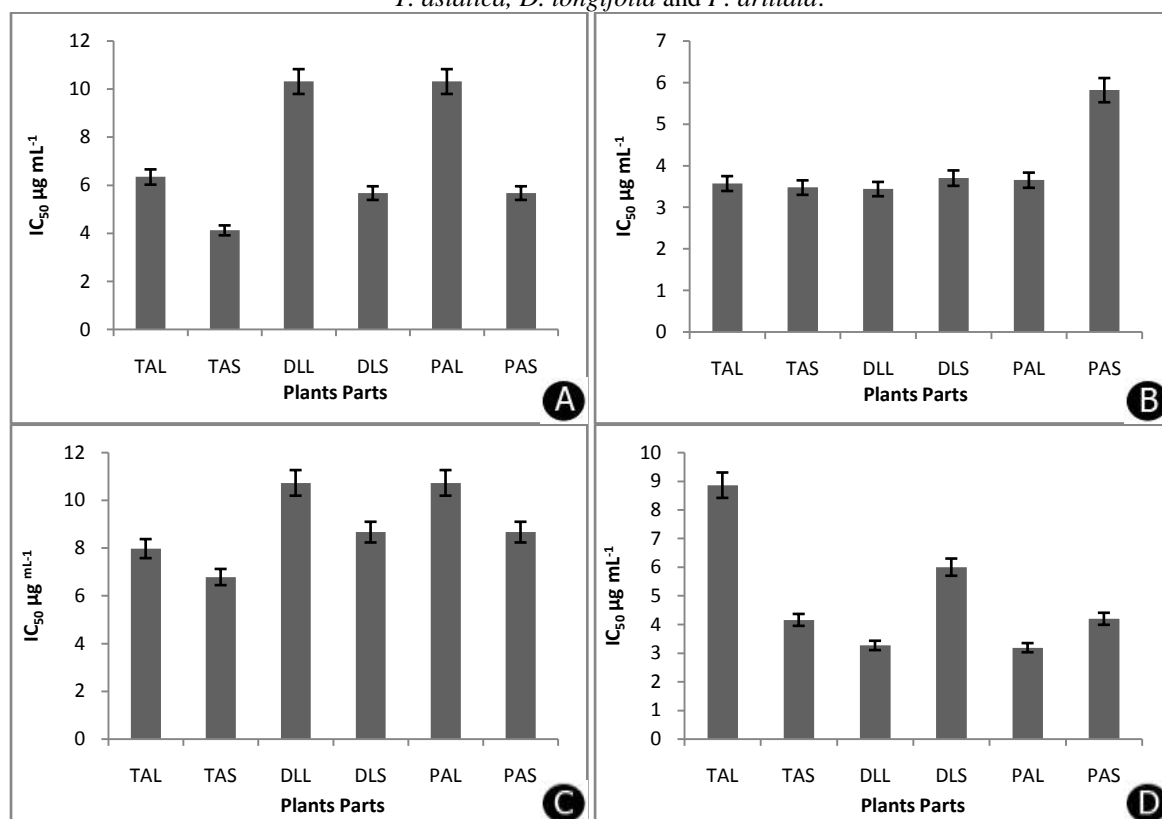 T. asiatica, D. longifolia and P. arillata.
12
10
8
6
4
2
0
IC50 µg mL-1
TAL TAS DLL DLS PAL PAS
Plants Parts
A
7
6
5
4
3
2
1
0
IC50 µg mL-1
TAL TAS DLL DLS PAL PAS
Plants Parts
B
12
10
8
6
4
2
0
IC50 µg mL-1
TAL TAS DLL DLS PAL PAS
Plants Parts
C
10
9
8
7
6
5
4
3
2
1
0
IC50 µg mL-1
TAL TAS DLL DLS PAL PAS
Plants Parts
D